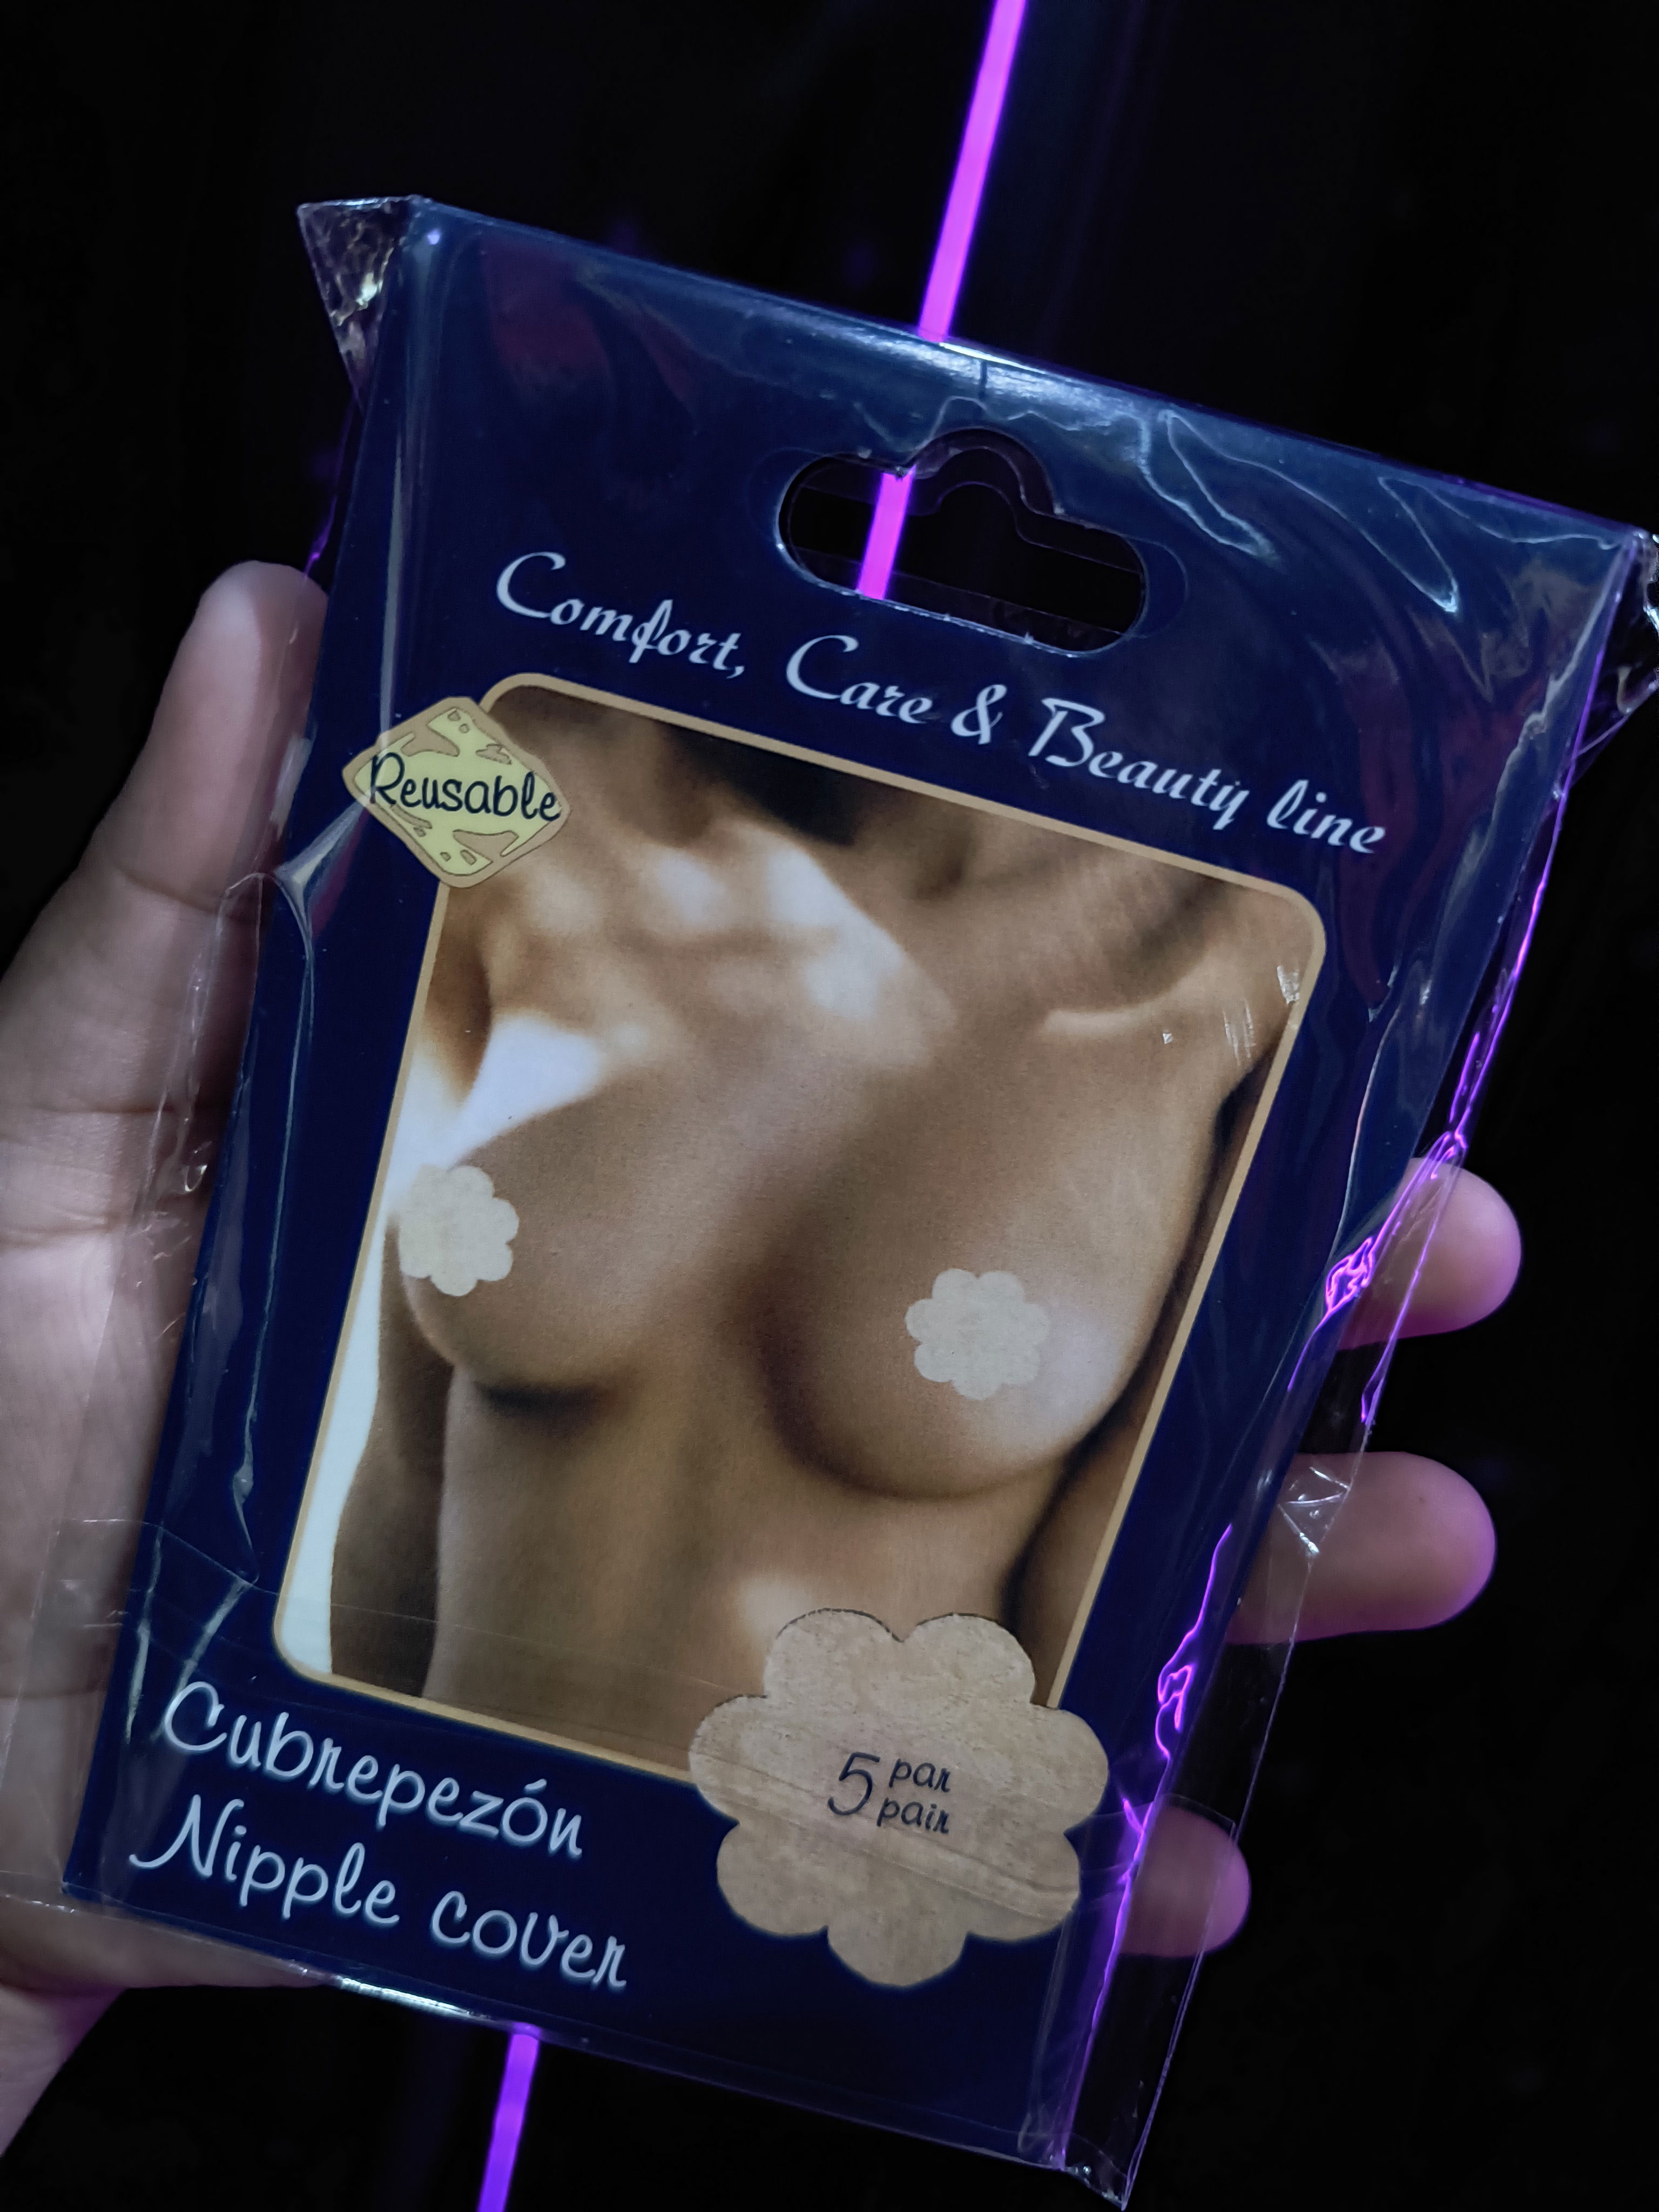 Comfort, Care & Beauty line
Reusable
5 par
pair
Cubrepezón
Nipple cover